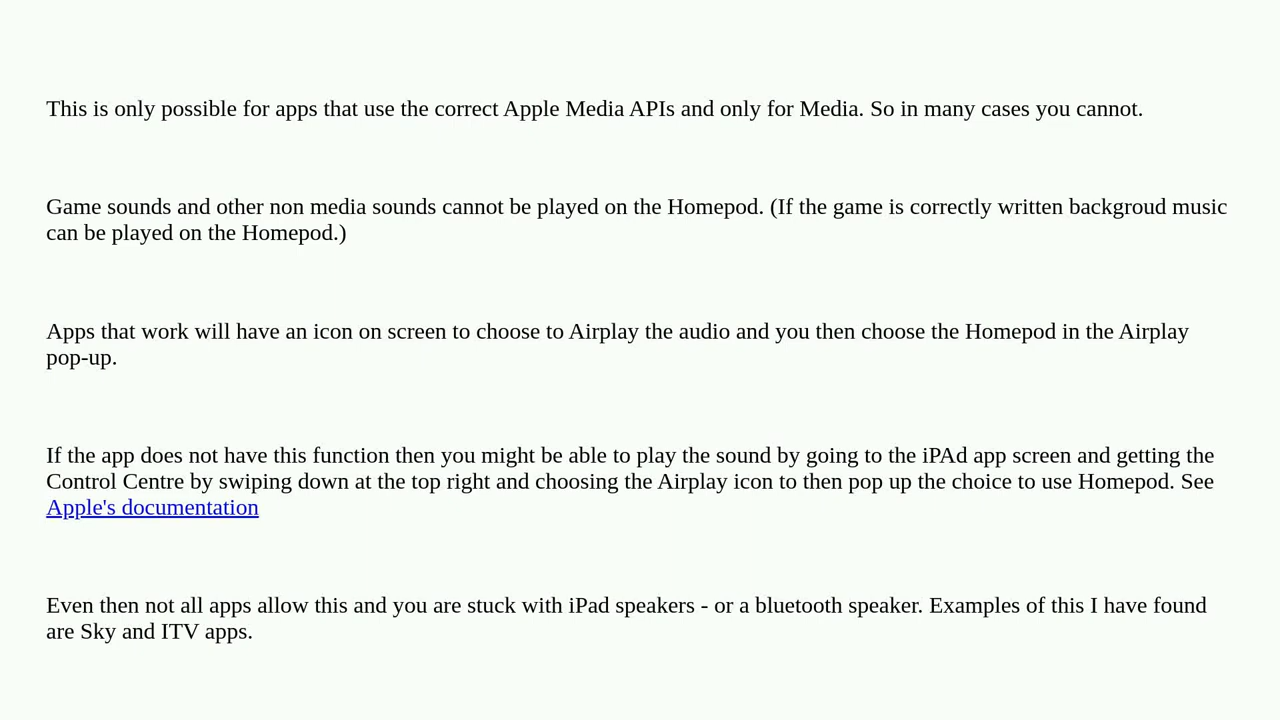 This is only possible for apps that use the correct Apple Media APIs and only for Media. So in many cases you cannot.
Game sounds and other non media sounds cannot be played on the Homepod. (If the game is correctly written backgroud music
can be played on the Homepod.)
Apps that work will have an icon on screen to choose to Airplay the audio and you then choose the Homepod in the Airplay
pop-up.
If the app does not have this function then you might be able to play the sound by going to the iPAd app screen and getting the
Control Centre by swiping down at the top right and choosing the Airplay icon to then pop up the choice to use Homepod. See
Apple's documentation
Even then not all apps allow this and you are stuck with iPad speakers - or a bluetooth speaker. Examples of this I have found
are Sky and ITV apps.